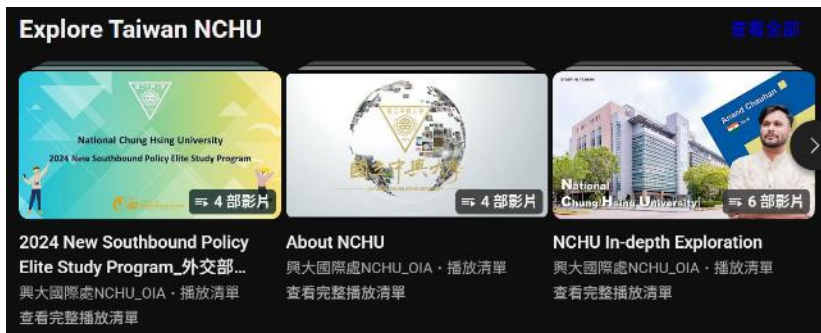 Explore Taiwan NCHU
查看全部
National Chung Hsing University
2024 New Southbound Policy Elite Study Program
4 部影片
國立中興大學
4 部影片
STUDY IN TAIWAN
Anand Chauhan
National
Chung Hsing University
6 部影片
2024 New Southbound Policy
Elite Study Program_外交部...
興大國際處NCHU_OIA・播放清單
查看完整播放清單
About NCHU
興大國際處NCHU_OIA・播放清單
查看完整播放清單
NCHU In-depth Exploration
興大國際處NCHU_OIA・播放清單
查看完整播放清單